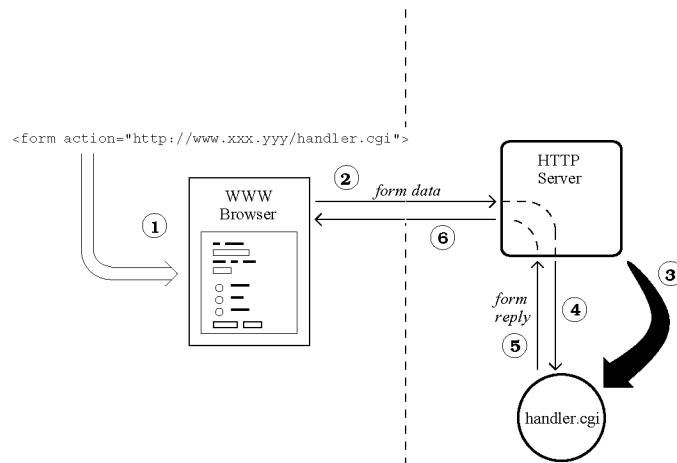 <form action="http://www.xxx.yyy/handler.cgi">
1
WWW
Browser
2
form data
6
HTTP
Server
3
form
reply
4
5
handler.cgi